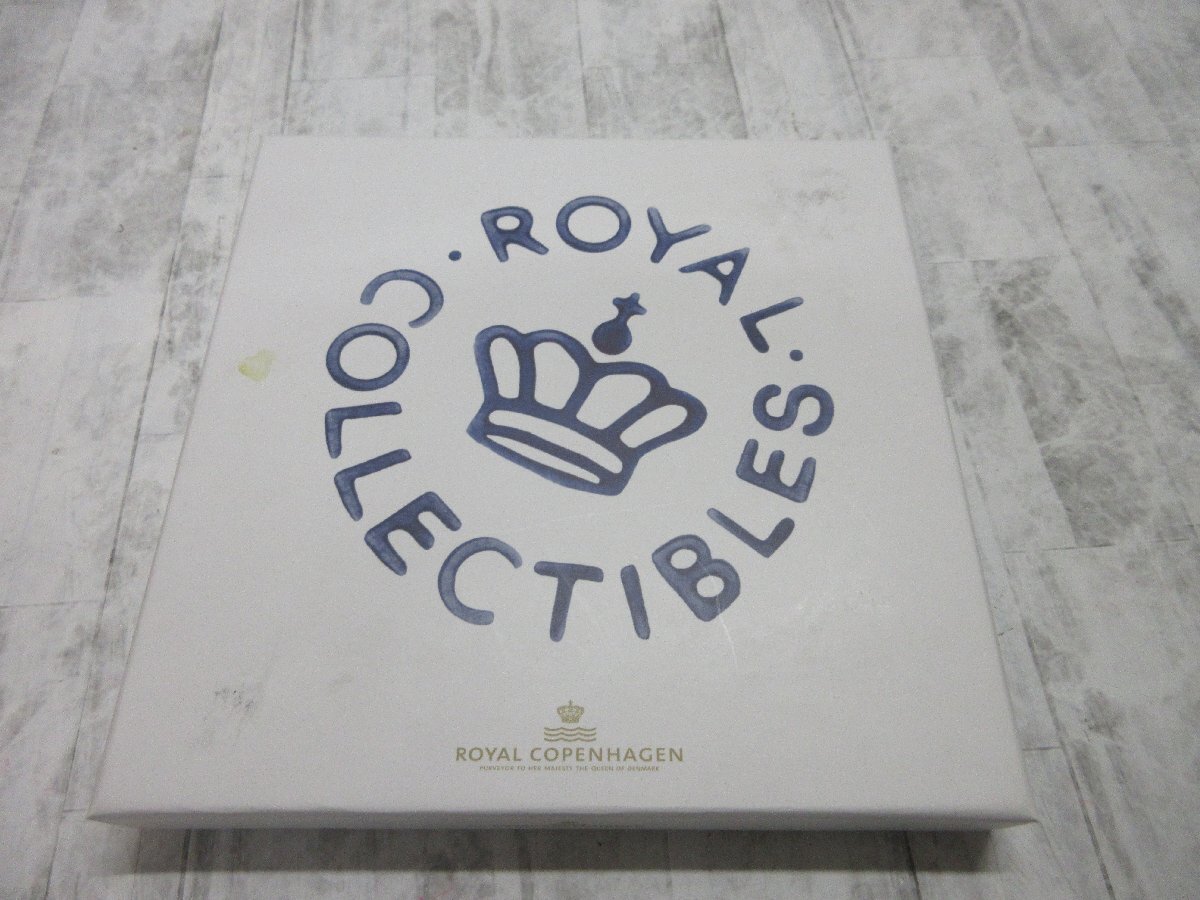 · ROYAL ·
COLLECTIBLES
ROYAL COPENHAGEN
PURVEYOR TO HER MAJESTY THE QUEEN OF DENMARK